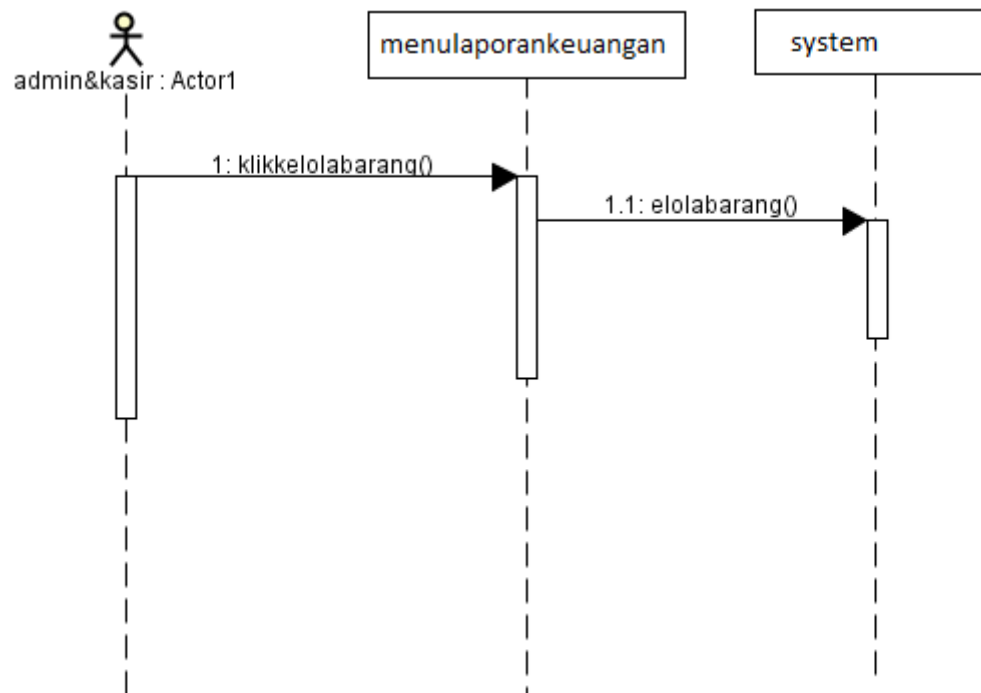 admin&kasir : Actor1
menulaporankeuangan
system
1: klikkelolabarang()
1.1: elolabarang()